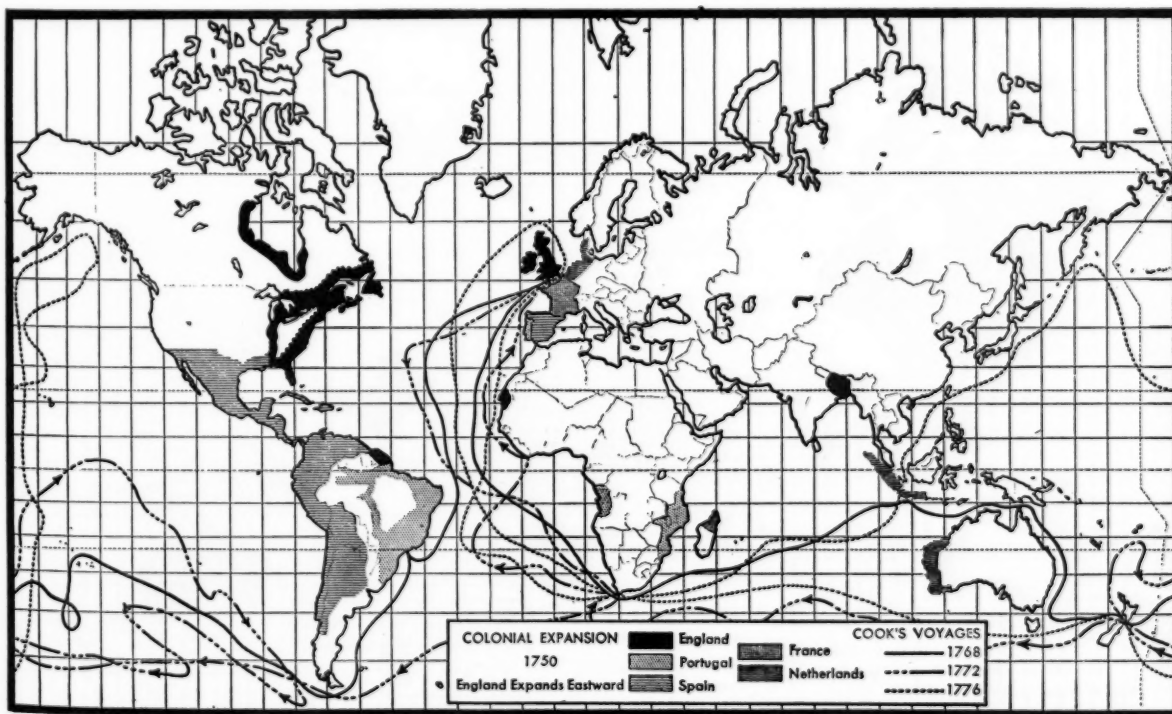 COLONIAL EXPANSION
1750
England Expands Eastward
England
Portugal
Spain
France
Netherlands
COOK'S VOYAGES
1768
1772
1776